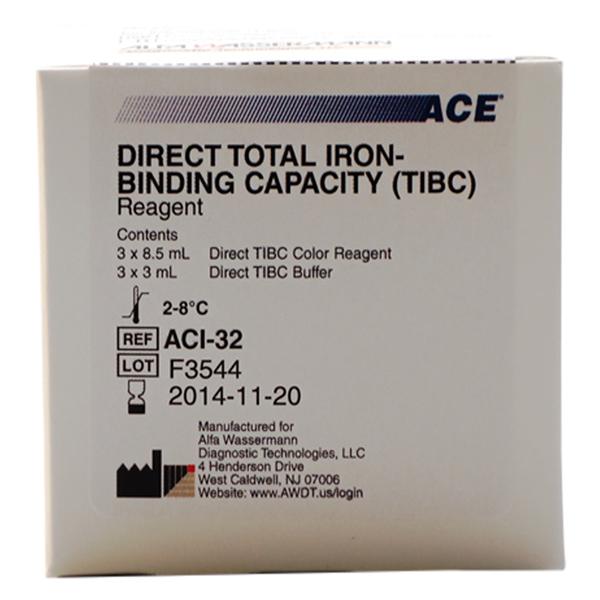 ALFA WASSERMANN
ACE®
DIRECT TOTAL IRON-
BINDING CAPACITY (TIBC)
Reagent
Contents
3 x 8.5 mL Direct TIBC Color Reagent
3 x 3 mL Direct TIBC Buffer
2-8°C
REF ACI-32
LOT F3544
2014-11-20
Manufactured for
Alfa Wassermann
Diagnostic Technologies, LLC
4 Henderson Drive
West Caldwell, NJ 07006
Website: www.AWDT.us/login